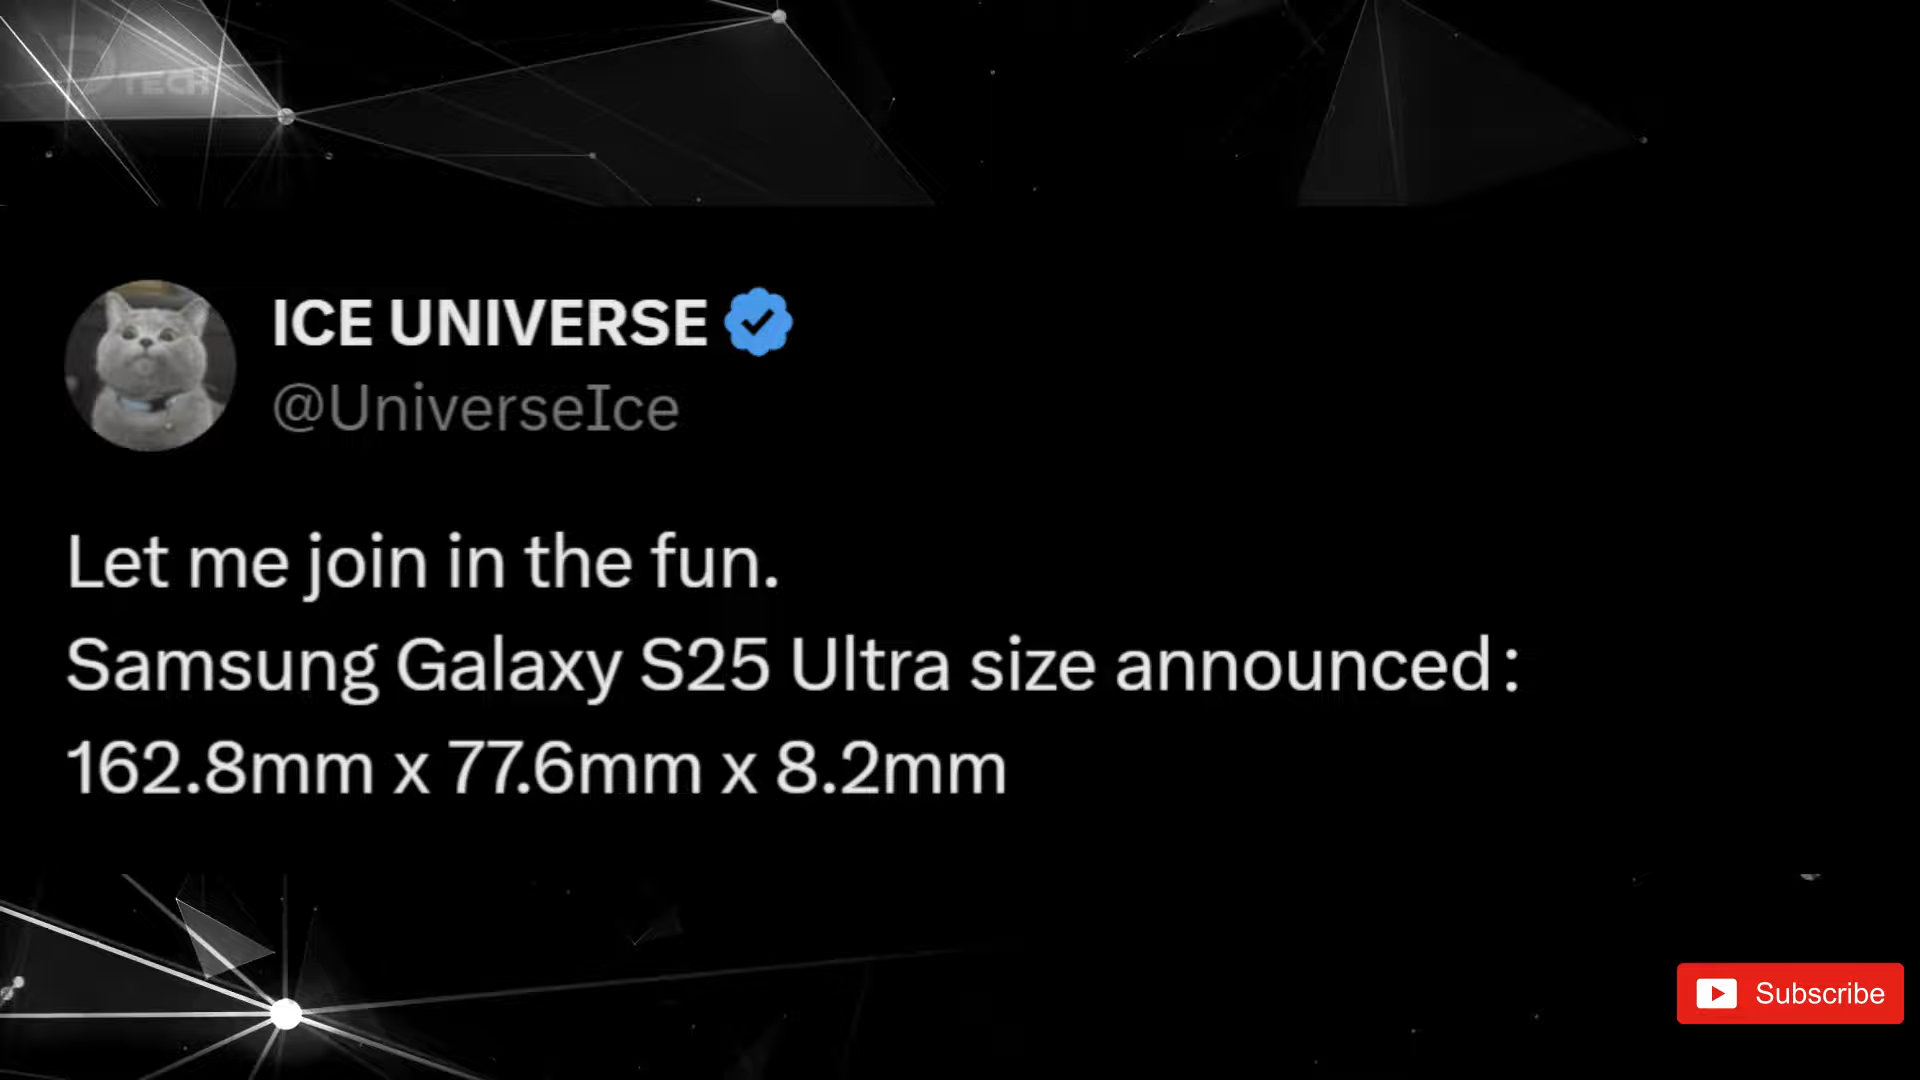 TECH
ICE UNIVERSE
@UniverseIce
Let me join in the fun.
Samsung Galaxy S25 Ultra size announced:
162.8mm x 77.6mm x 8.2mm
Subscribe